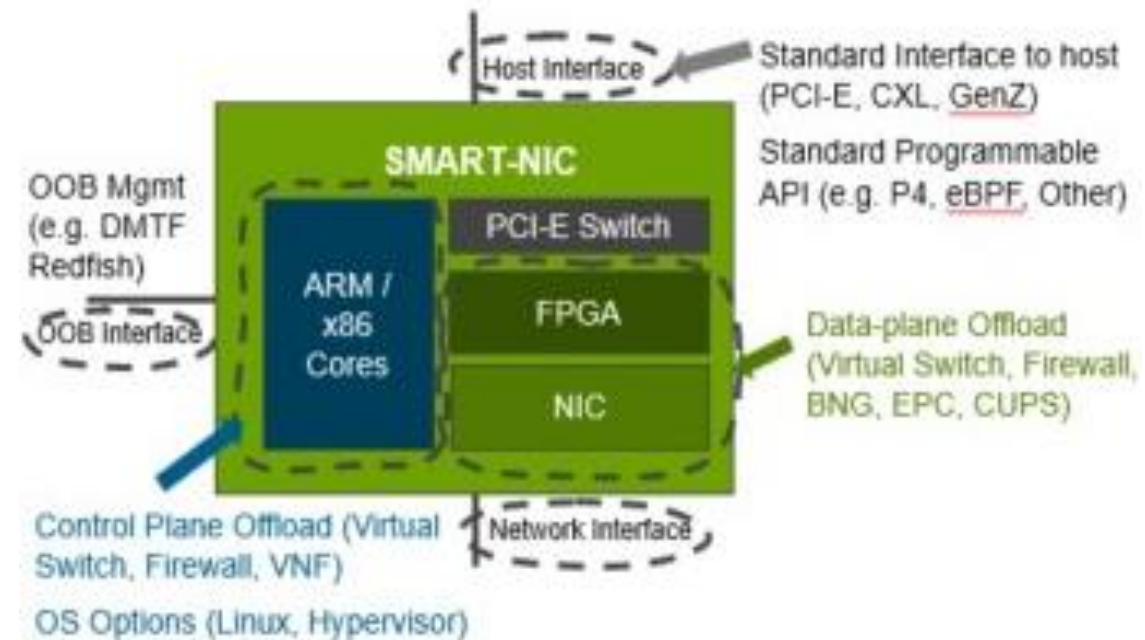 Host Interface
Standard Interface to host
(PCI-E, CXL, GenZ)
Standard Programmable
API (e.g. P4, eBPF, Other)
SMART-NIC
OOB Mgmt
(e.g. DMTF
Redfish)
OOB Interface
ARM /
x86
Cores
PCI-E Switch
FPGA
NIC
Data-plane Offload
(Virtual Switch, Firewall,
BNG, EPC, CUPS)
Network Interface
Control Plane Offload (Virtual
Switch, Firewall, VNF)
OS Options (Linux, Hypervisor)